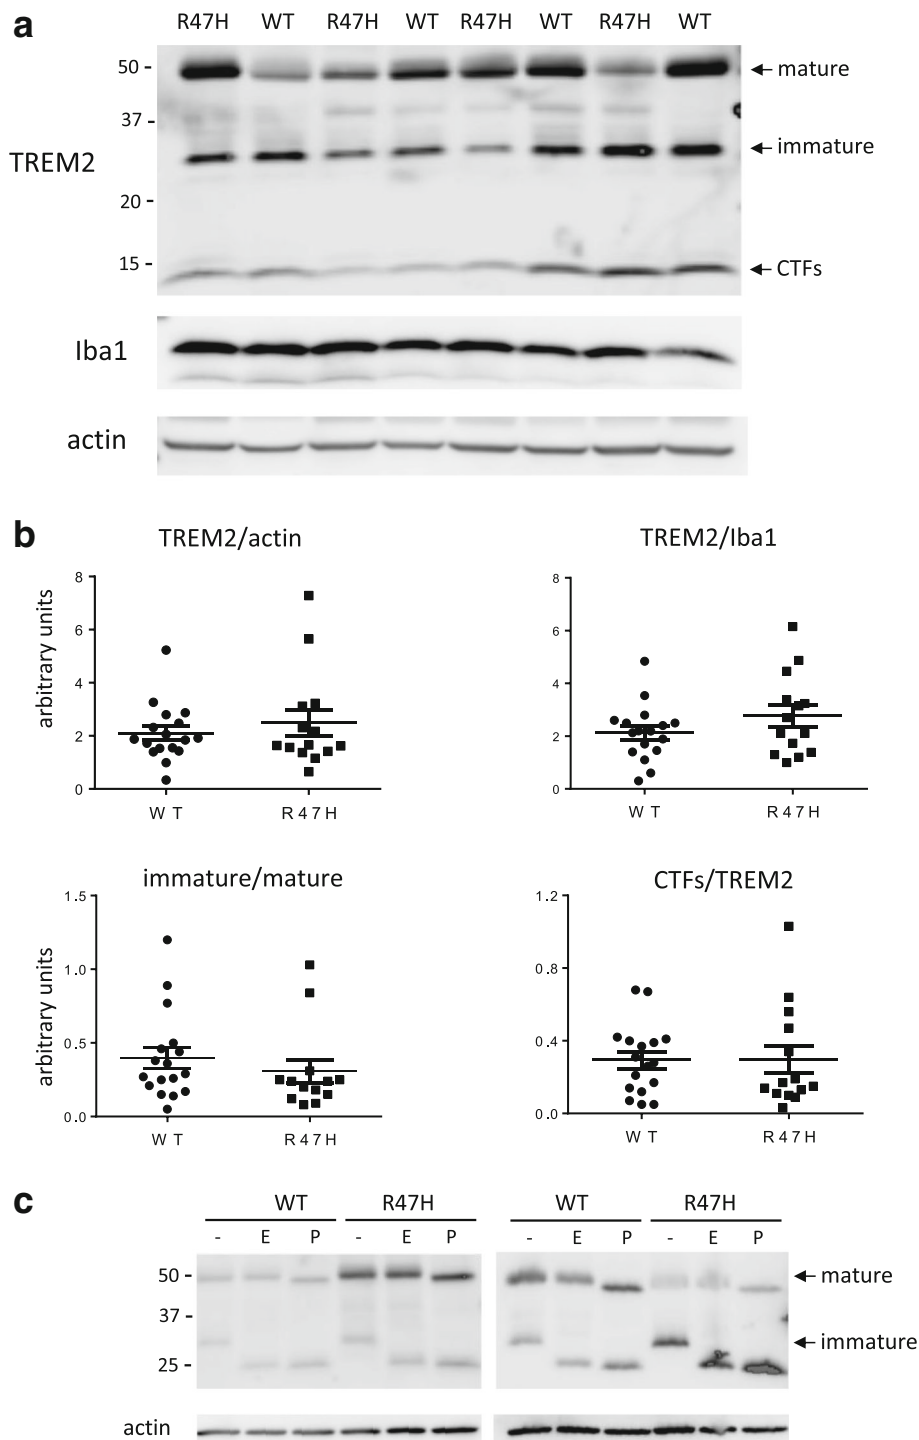 a
R47H WT R47H WT R47H WT R47H WT
50
37
20
15
TREM2
mature
immature
CTFs
Iba1
actin
b
TREM2/actin
arbitrary units
8
6
4
2
0
WT R47H
TREM2/Iba1
8
6
4
2
0
WT R47H
immature/mature
arbitrary units
1.5
1.0
0.5
0.0
WT R47H
CTFs/TREM2
1.2
0.8
0.4
0.0
WT R47H
c
WT R47H WT R47H
- E P - E P - E P - E P
50
37
25
mature
immature
actin